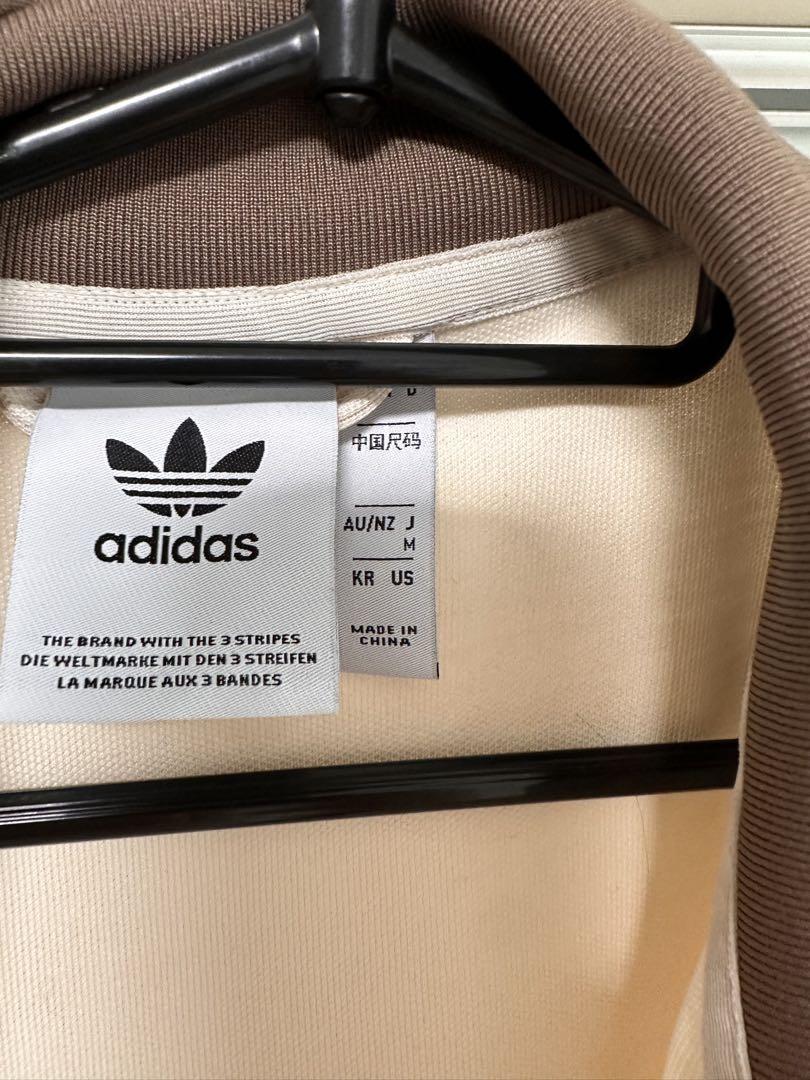 adidas
THE BRAND WITH THE 3 STRIPES
DIE WELTMARKE MIT DEN 3 STREIFEN
LA MARQUE AUX 3 BANDES
中国尺码
AU/NZ J
M
KR US
MADE IN
CHINA